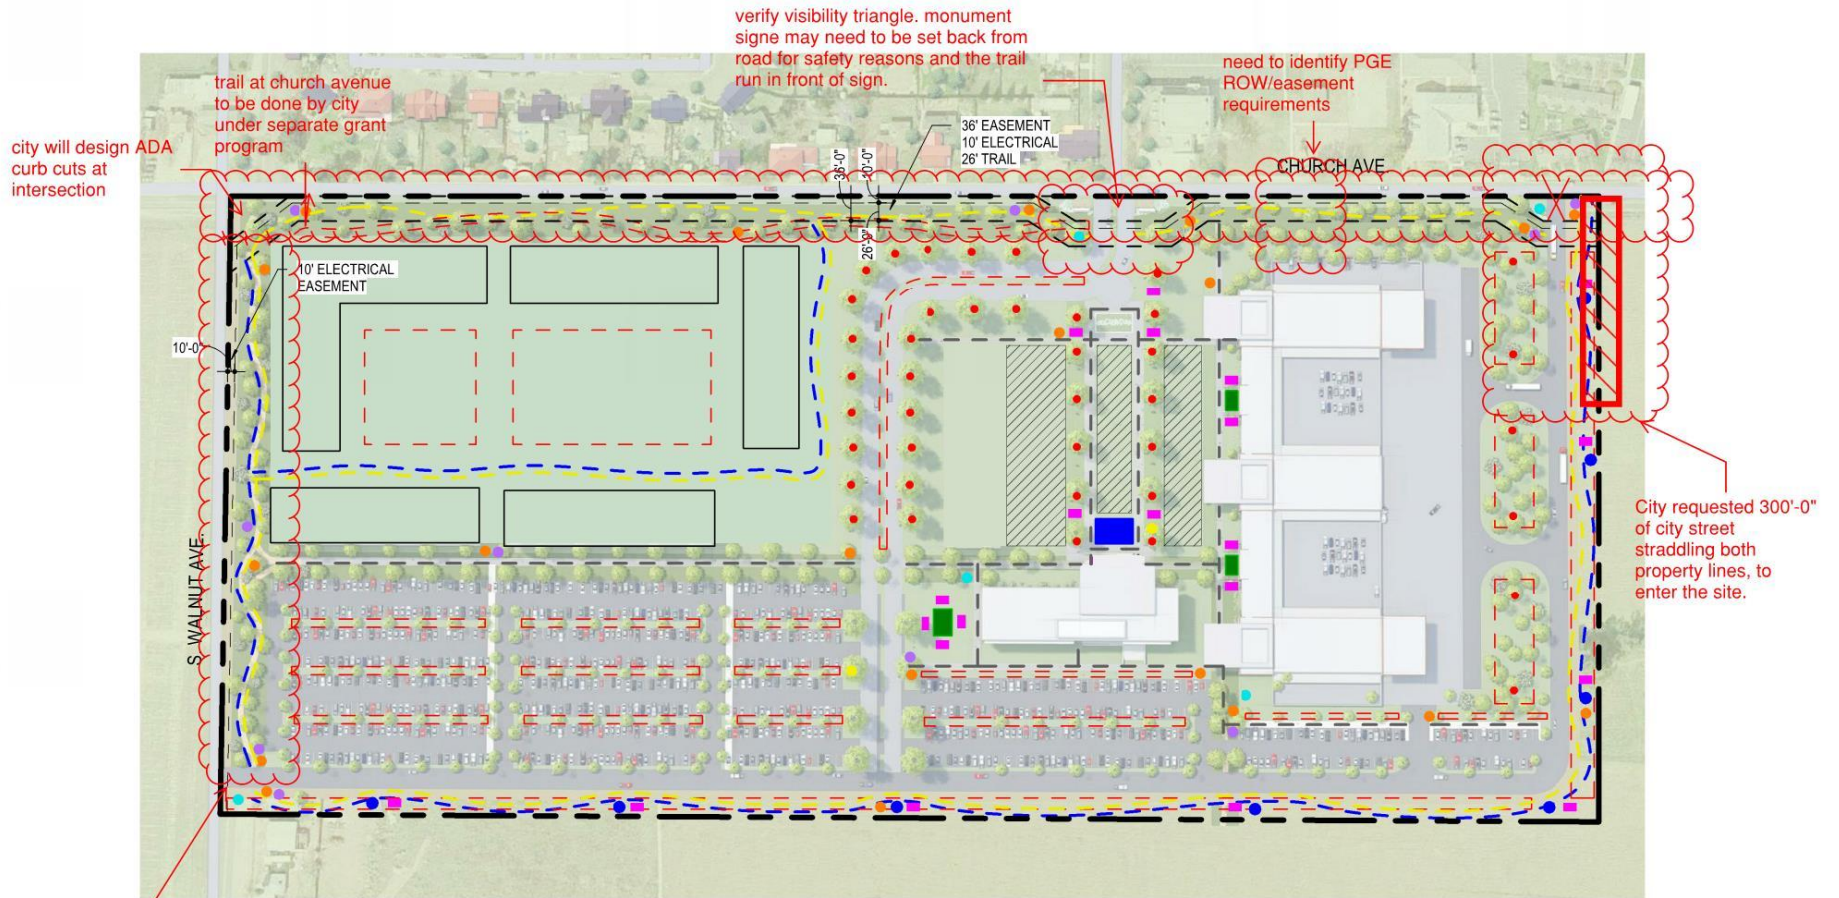 verify visibility triangle. monument
signe may need to be set back from
road for safety reasons and the trail
run in front of sign.
need to identify PGE
ROW/easement
requirements
trail at church avenue
to be done by city
under separate grant
program
city will design ADA
curb cuts at
intersection
36' EASEMENT
10' ELECTRICAL
26' TRAIL
CHURCH AVE.
36'-0"
10'-0"
26'-0"
10' ELECTRICAL
EASEMENT
10'-0"
S WALNUT AVE.
City requested 300'-0"
of city street
straddling both
property lines, to
enter the site.